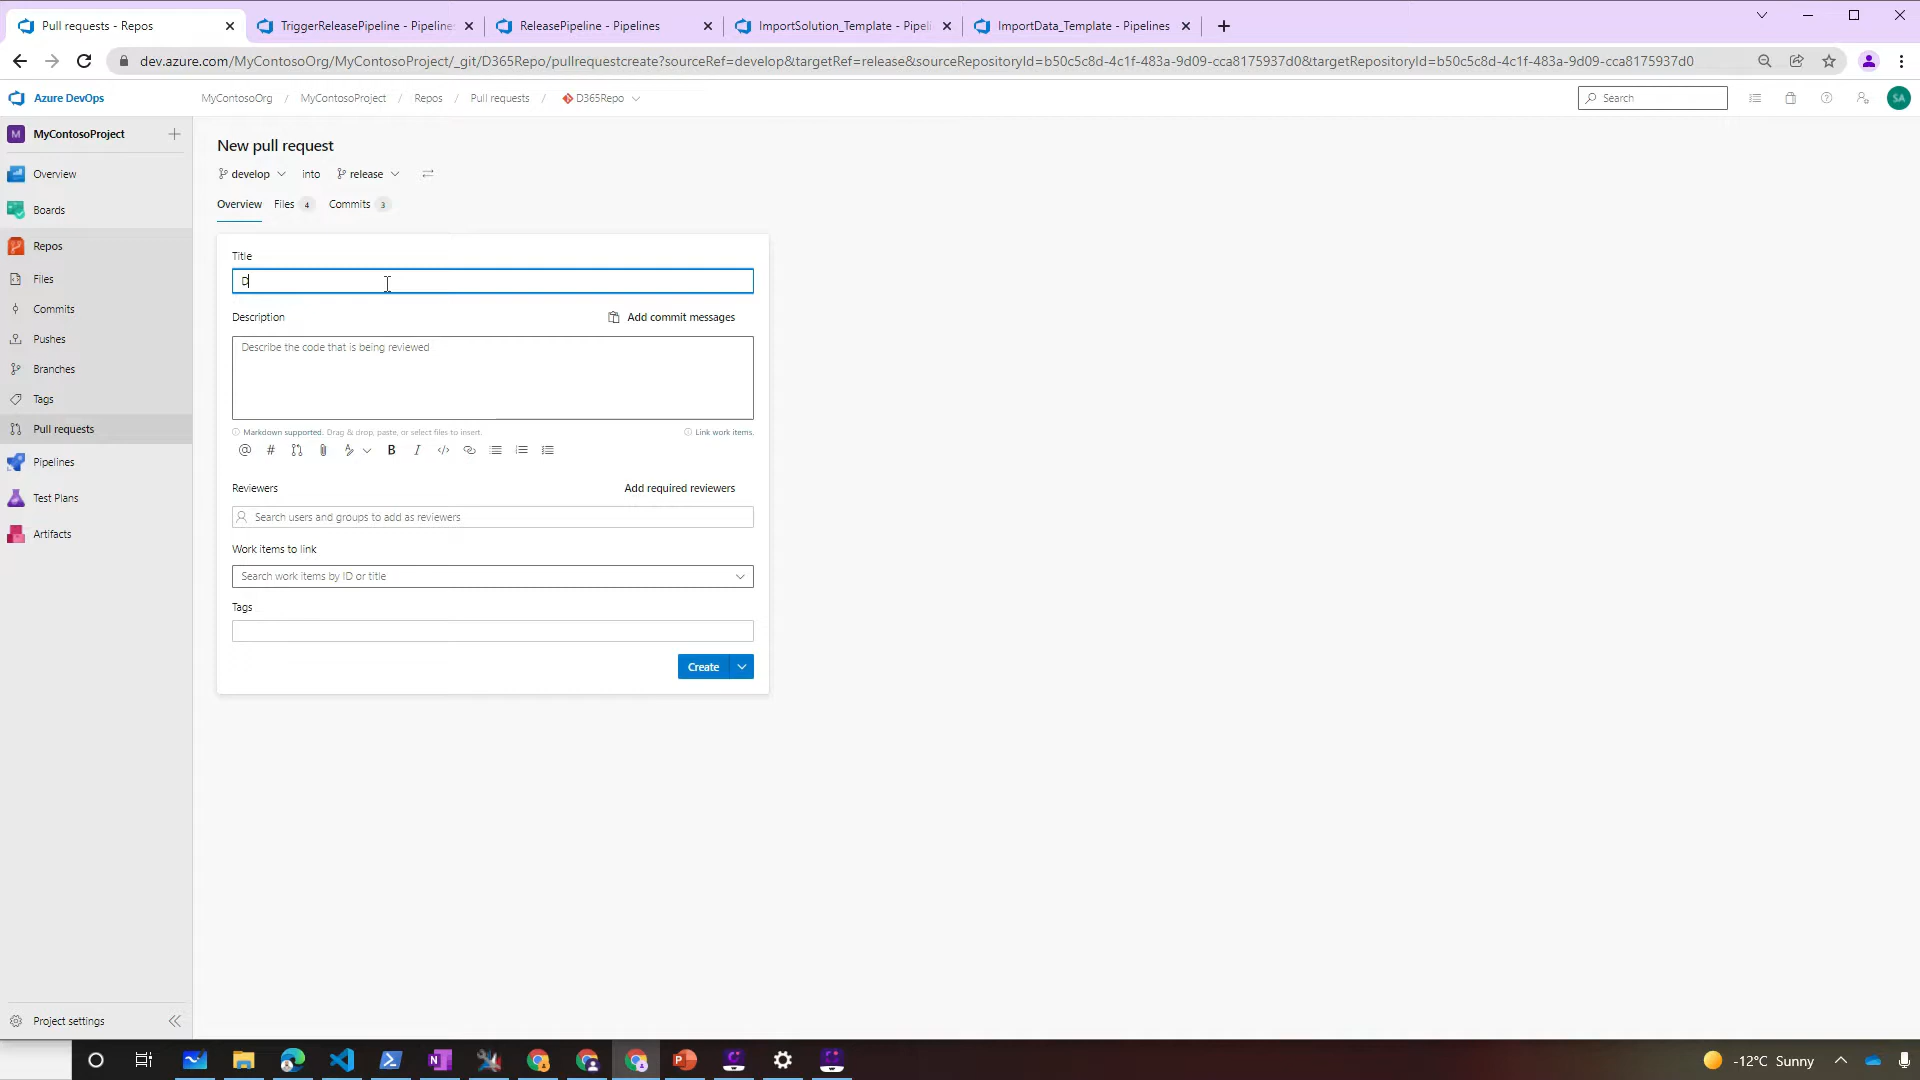 Pull requests - Repos
TriggerReleasePipeline - Pipeline
ReleasePipeline - Pipelines
ImportSolution_Template - Pipeli
ImportData_Template - Pipelines
dev.azure.com/MyContosoOrg/MyContosoProject/_git/D365Repo/pullrequestcreate?sourceRef=develop&targetRef=release&sourceRepositoryId=b50c5c8d-4c1f-483a-9d09-cca8175937d0&targetRepositoryId=b50c5c8d-4c1f-483a-9d09-cca8175937d0
Azure DevOps
MyContosoOrg / MyContosoProject / Repos / Pull requests / D365Repo
Search
SA
M MyContosoProject
Overview
Boards
Repos
Files
Commits
Pushes
Branches
Tags
Pull requests
Pipelines
Test Plans
Artifacts
Project settings
New pull request
develop into release
Overview Files 4 Commits 3
Title
D
Description Add commit messages
Describe the code that is being reviewed
Markdown supported. Drag & drop, paste, or select files to insert. Link work items.
Reviewers Add required reviewers
Search users and groups to add as reviewers
Work items to link
Search work items by ID or title
Tags
Create
-12°C Sunny